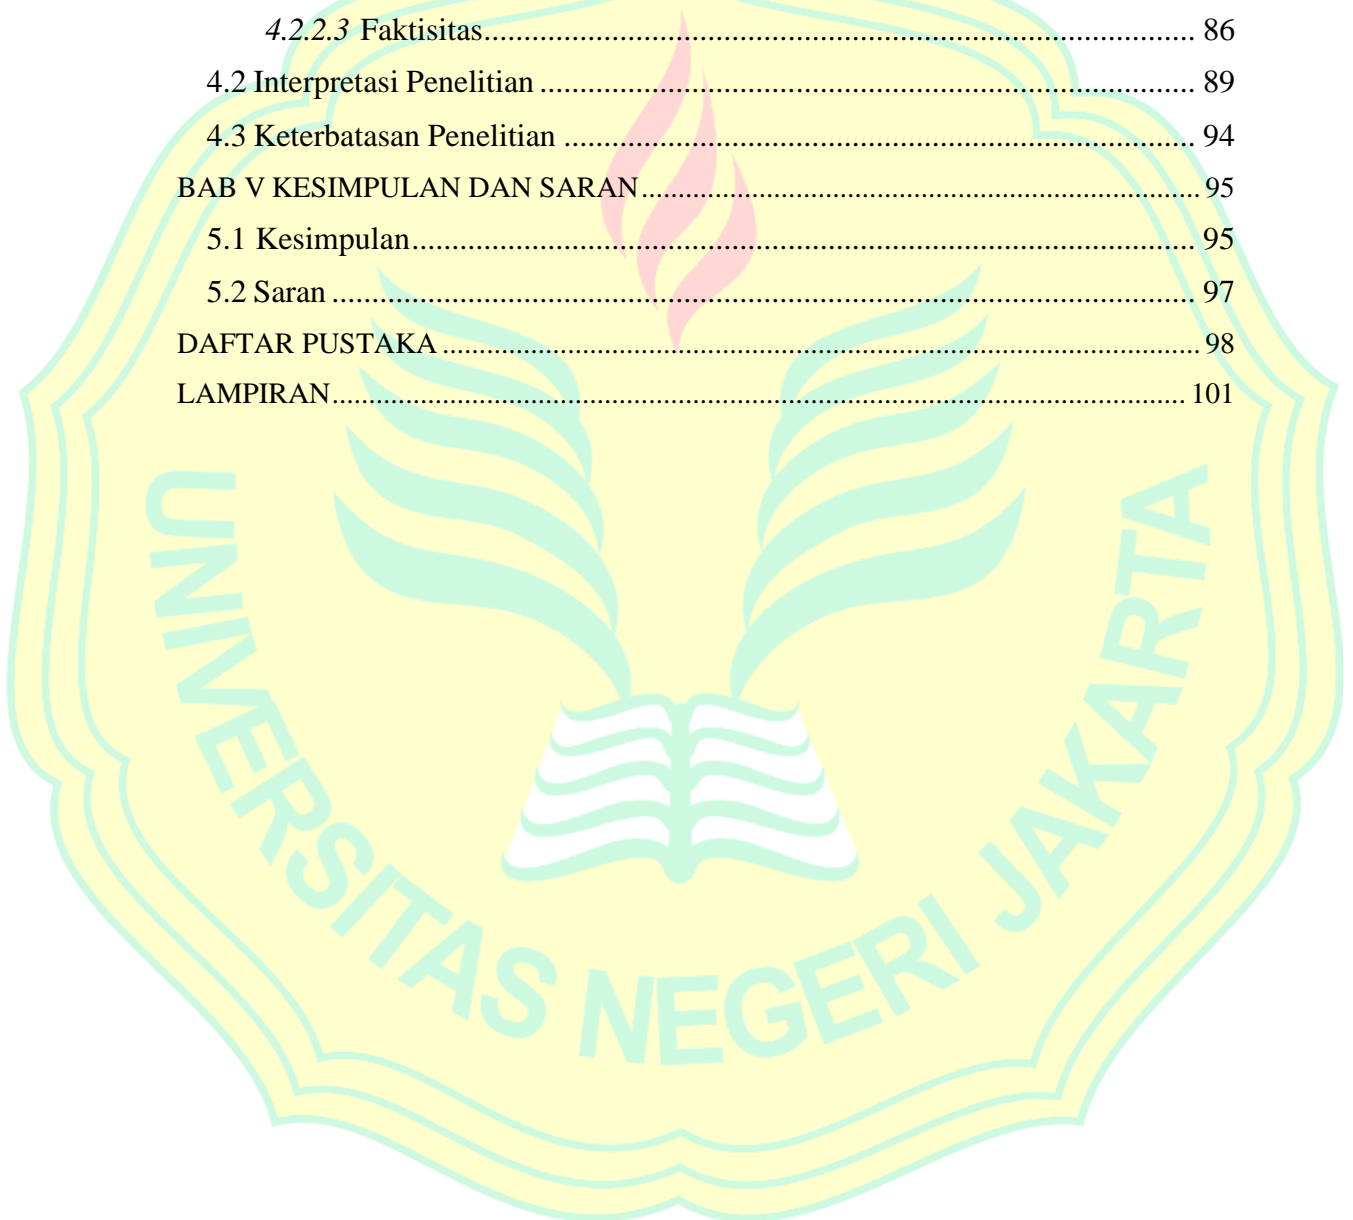 4.2.2.3 Faktisitas.......................................................................................... 86
4.2 Interpretasi Penelitian ................................................................................... 89
4.3 Keterbatasan Penelitian ................................................................................ 94
BAB V KESIMPULAN DAN SARAN........................................................................ 95
5.1 Kesimpulan................................................................................................... 95
5.2 Saran ............................................................................................................. 97
DAFTAR PUSTAKA .................................................................................................. 98
LAMPIRAN............................................................................................................... 101
UNIVERSITAS NEGERI JAKARTA